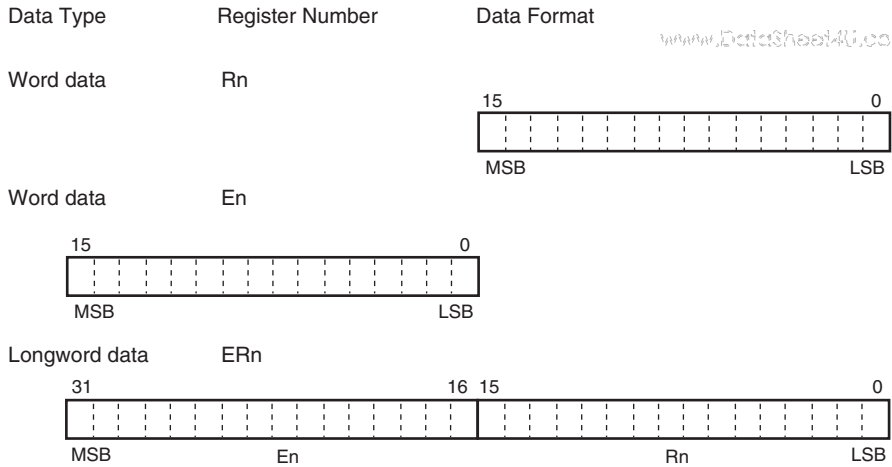 Data Type Register Number Data Format
www.DataSheet4U.co
Word data Rn
15 0
MSB LSB
Word data En
15 0
MSB LSB
Longword data ERn
31 16 15 0
MSB En Rn LSB